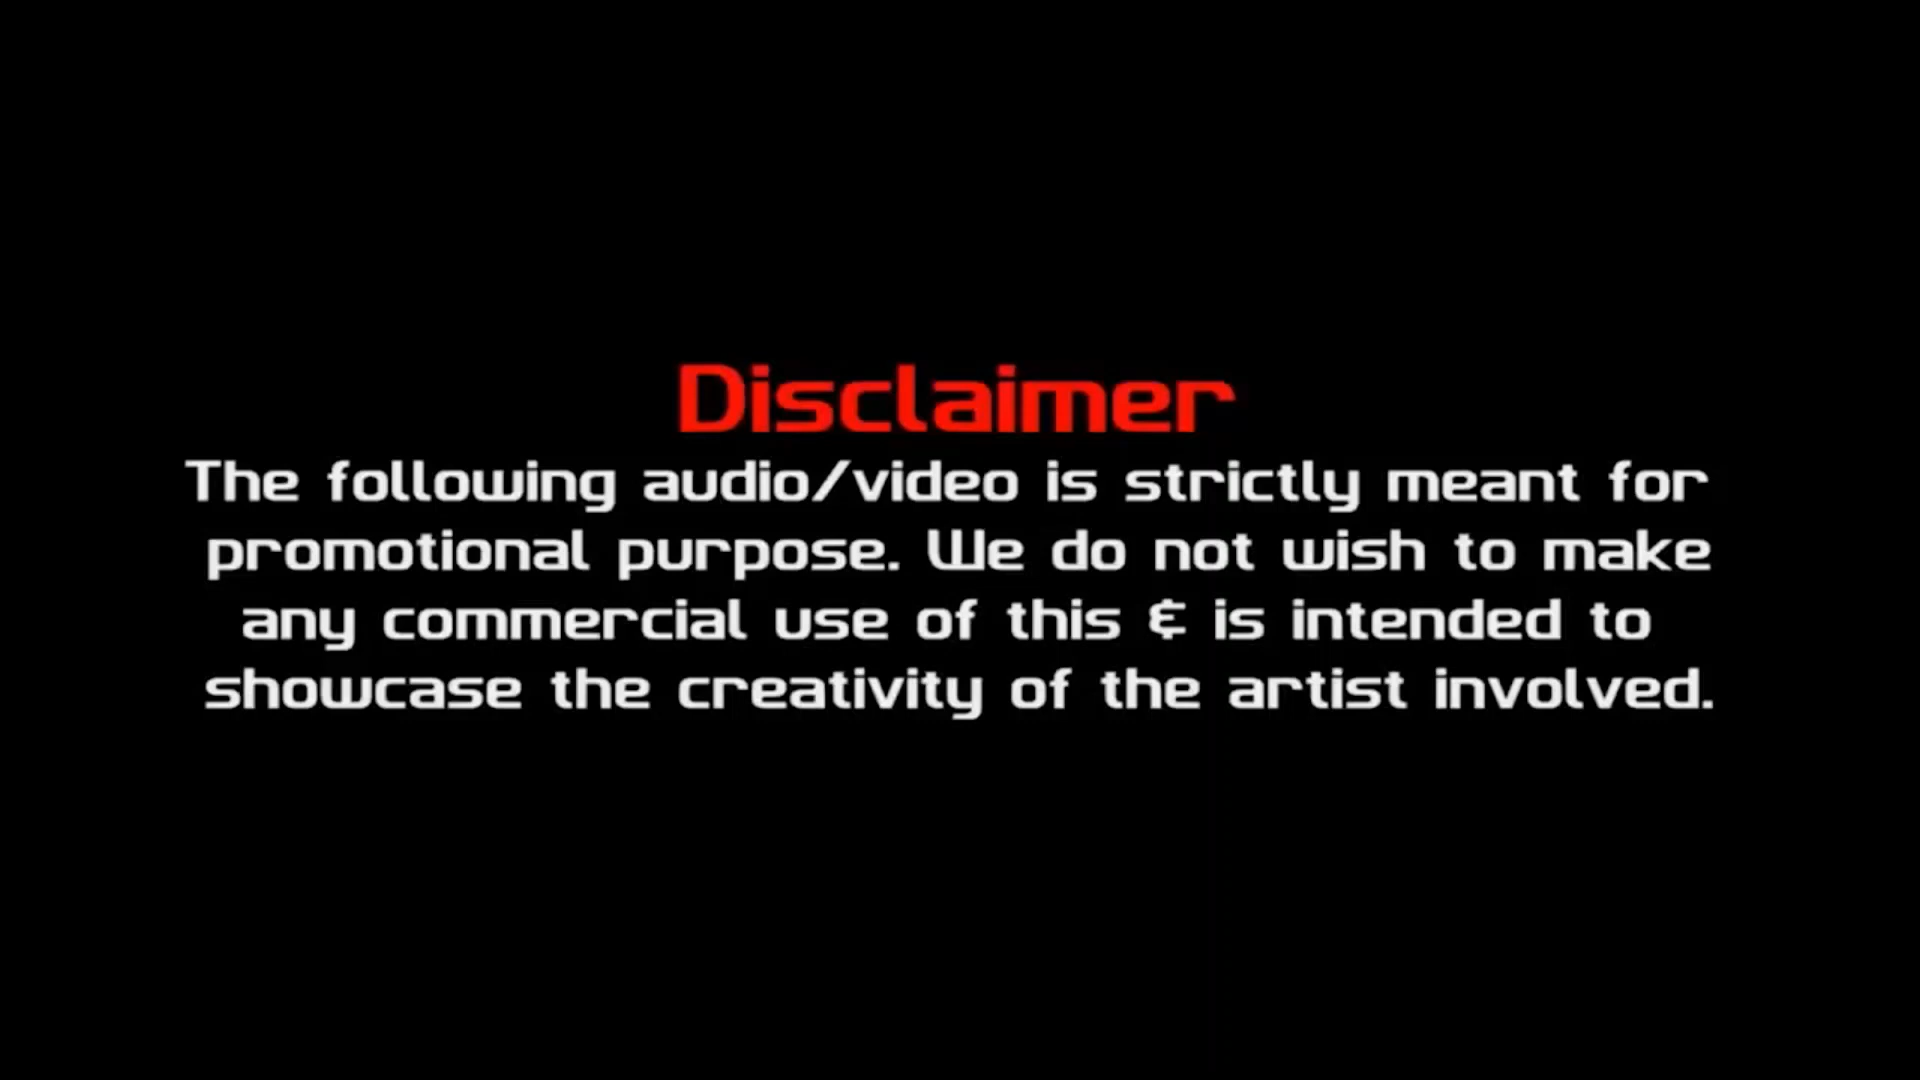 Disclaimer
The following audio/video is strictly meant for
promotional purpose. We do not wish to make
any commercial use of this & is intended to
showcase the creativity of the artist involved.